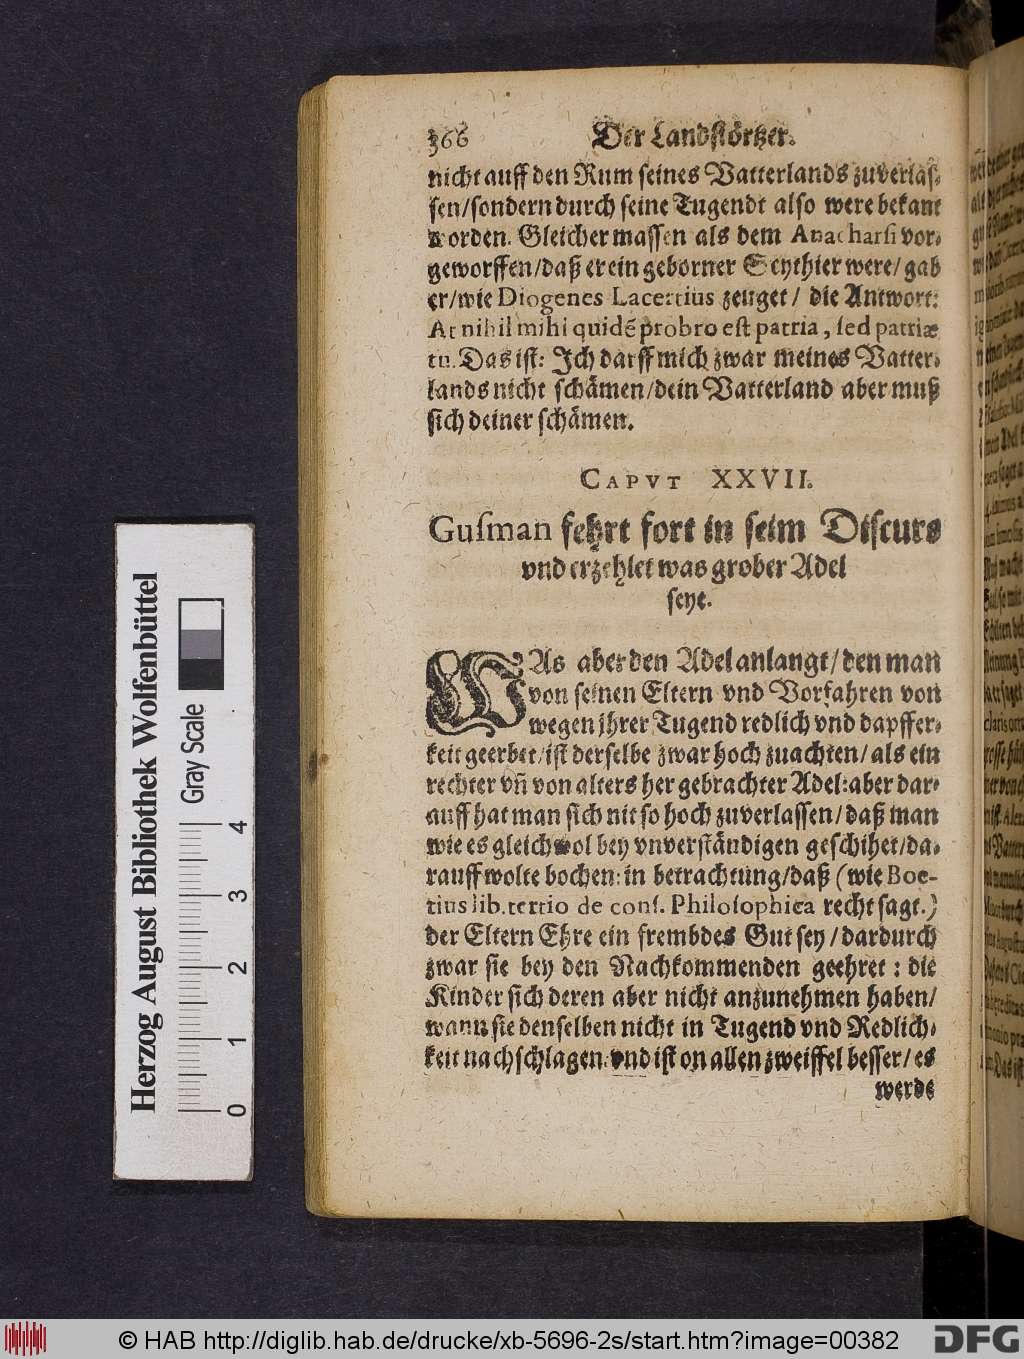 366 Der Landstörtzer.
nicht auff den Rum seines Vatterlands zuverlas-
sen/sondern durch seine Tugendt also were bekant
worden. Gleicher massen als dem Anacharsi vor-
geworffen/daß er ein geborner Scythier were/gab
er/wie Diogenes Laertius zeuget/ die Antwort:
At nihil mihi quidē probro est patria, sed patriæ
tu. Das ist: Ich darff mich zwar meines Vatter-
lands nicht schämen/dein Vatterland aber muß
sich deiner schämen.
CAPVT XXVII.
Gusman fehrt fort in seim Discurs
vnd erzehlet was grober Adel
seye.
WAs aber den Adel anlangt/den man
von seinen Eltern vnd Vorfahren von
wegen jhrer Tugend redlich vnd dapffer-
keit geerbet/ist derselbe zwar hoch zuachten/als ein
rechter vñ von alters her gebrachter Adel:aber dar-
auff hat man sich nit so hoch zuverlassen/daß man
wie es gleichwol bey vnverständigen geschihet/da-
rauff wolte bochen: in betrachtung/daß (wie Boe-
tius lib.tertio de cons. Philosophica recht sagt.)
der Eltern Ehre ein frembdes Gut sey/dardurch
zwar sie bey den Nachkommenden geehret: die
Kinder sich deren aber nicht anzunehmen haben/
wann sie denselben nicht in Tugend vnd Redlich-
keit nachschlagen: vnd ist on allen zweiffel besser/es
werde
Herzog August Bibliothek Wolfenbüttel
Gray Scale
0 1 2 3 4
© HAB http://diglib.hab.de/drucke/xb-5696-2s/start.htm?image=00382
DFG